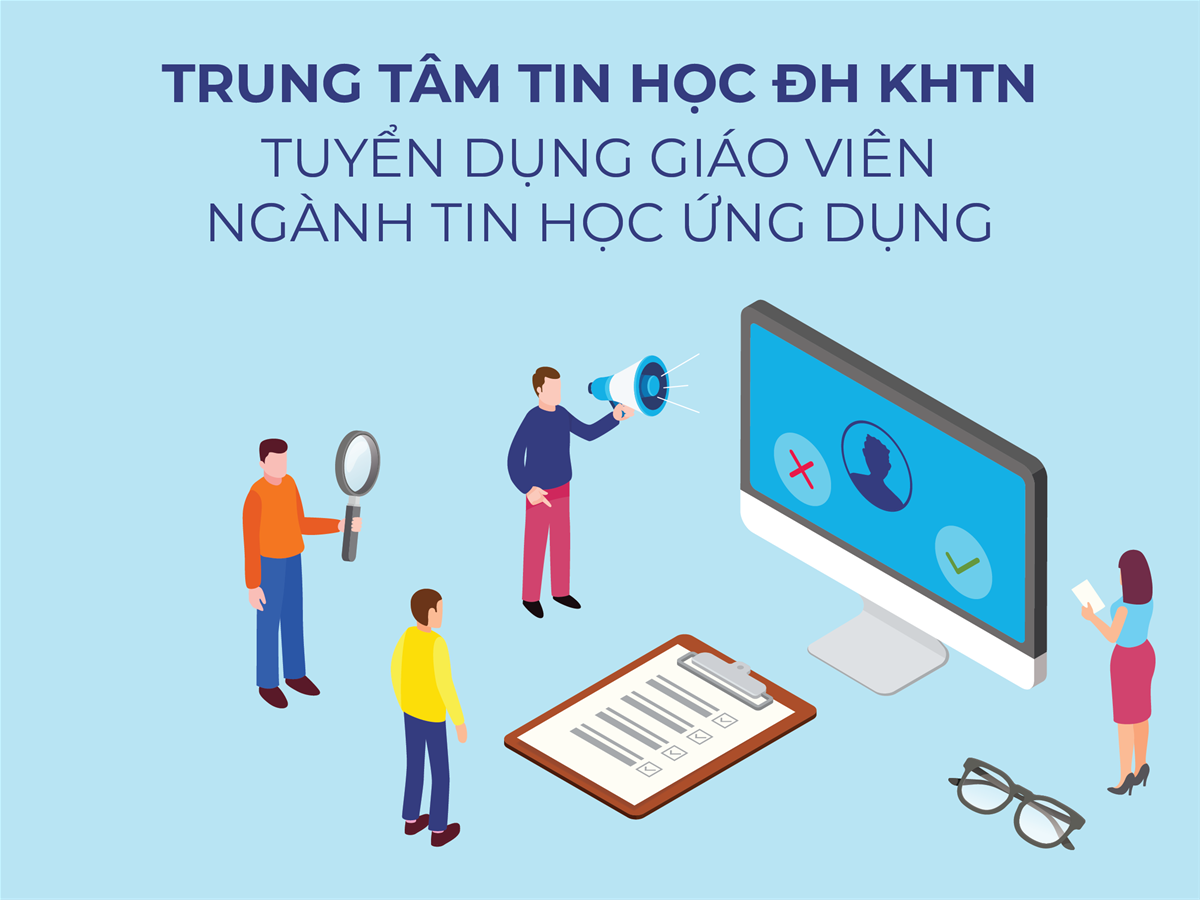 TRUNG TÂM TIN HỌC ĐH KHTN
TUYỂN DỤNG GIÁO VIÊN
NGÀNH TIN HỌC ỨNG DỤNG